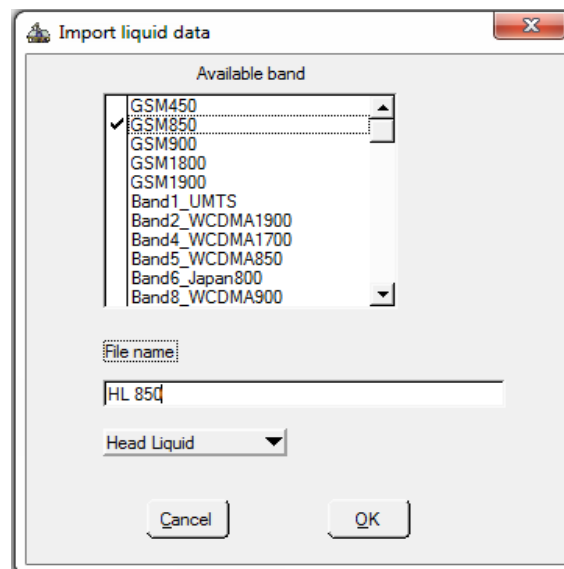 Import liquid data
Available band
GSM450
GSM850
GSM900
GSM1800
GSM1900
Band1_UMTS
Band2_WCDMA1900
Band4_WCDMA1700
Band5_WCDMA850
Band6_Japan800
Band8_WCDMA900
File name
HL 850
Head Liquid
Cancel OK